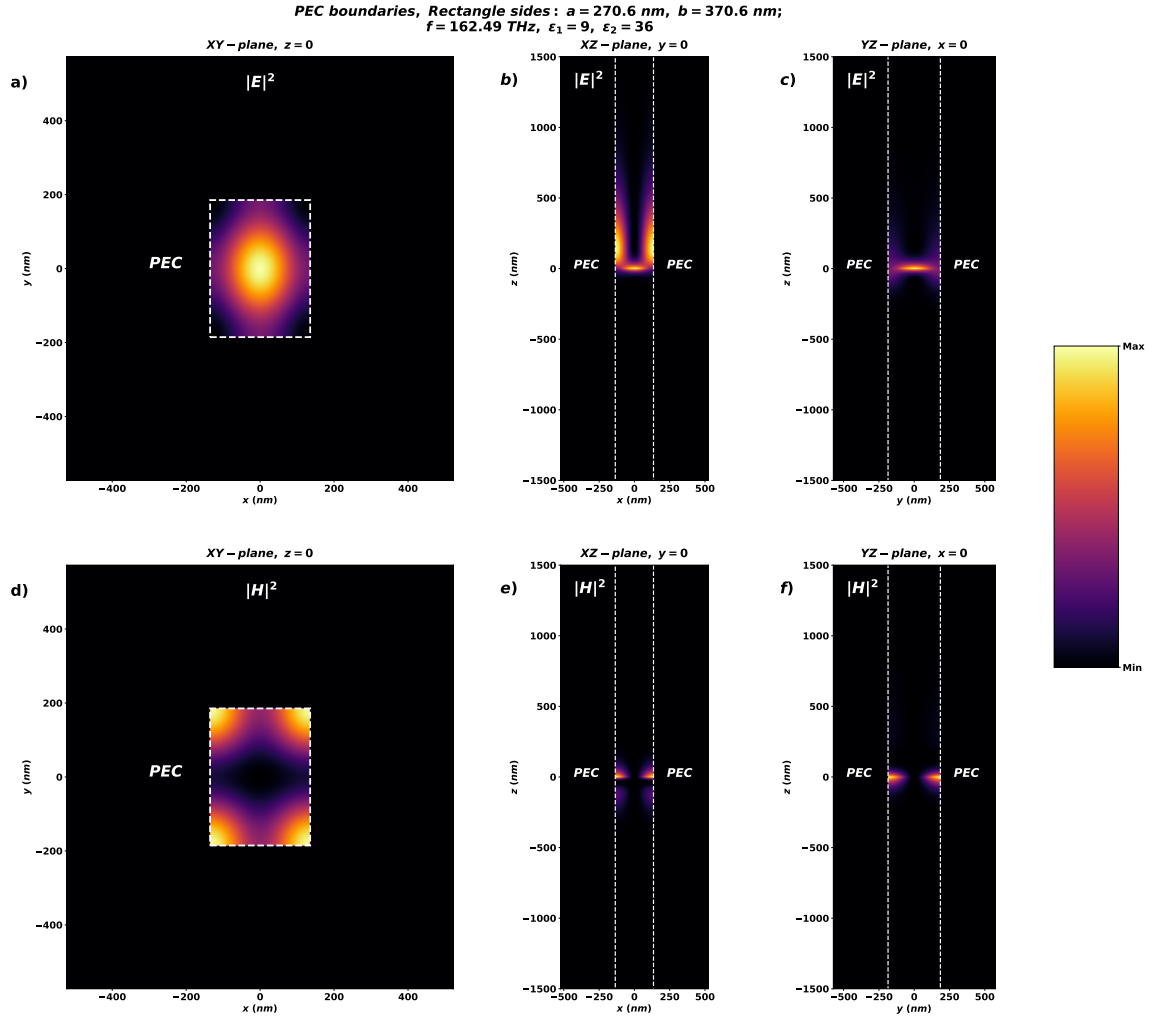 PEC boundaries, Rectangle sides: a = 270.6 nm, b = 370.6 nm;
f = 162.49 THz, ε₁ = 9, ε₂ = 36
a)
XY − plane, z = 0
|E|²
PEC
400
200
0
−200
−400
y (nm)
−400 −200 0 200 400
x (nm)
b)
XZ − plane, y = 0
|E|²
PEC PEC
1500
1000
500
0
−500
−1000
−1500
z (nm)
−500 −250 0 250 500
x (nm)
c)
YZ − plane, x = 0
|E|²
PEC PEC
1500
1000
500
0
−500
−1000
−1500
z (nm)
−500 −250 0 250 500
y (nm)
d)
XY − plane, z = 0
|H|²
PEC
400
200
0
−200
−400
y (nm)
−400 −200 0 200 400
x (nm)
e)
XZ − plane, y = 0
|H|²
PEC PEC
1500
1000
500
0
−500
−1000
−1500
z (nm)
−500 −250 0 250 500
x (nm)
f)
YZ − plane, x = 0
|H|²
PEC PEC
1500
1000
500
0
−500
−1000
−1500
z (nm)
−500 −250 0 250 500
y (nm)
Max
Min